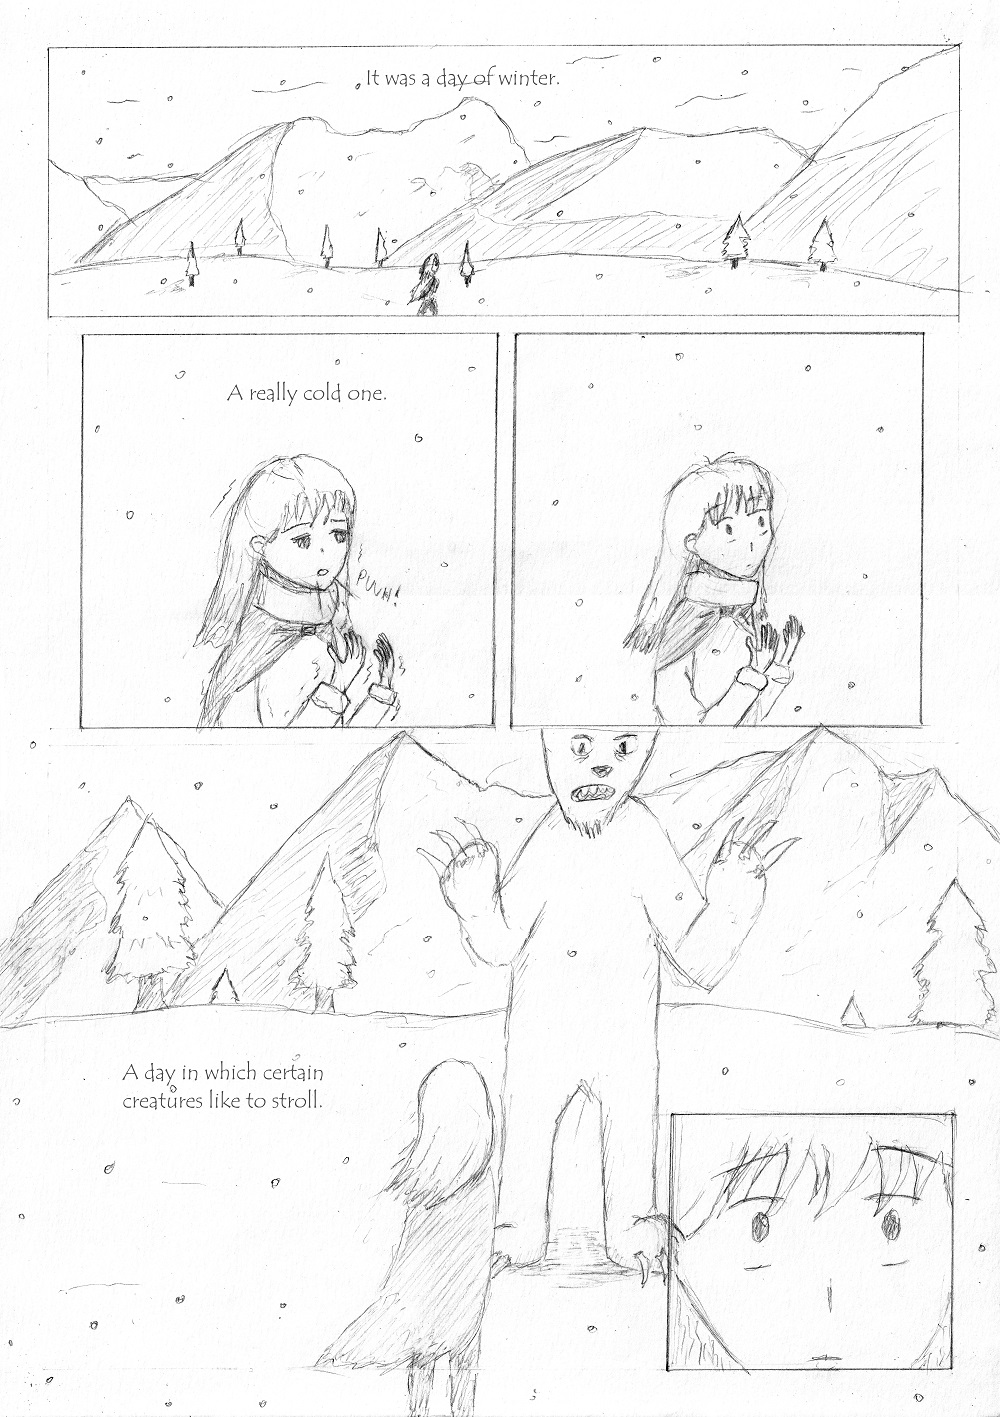 It was a day of winter.
A really cold one.
PUUH!
A day in which certain
creatures like to stroll.